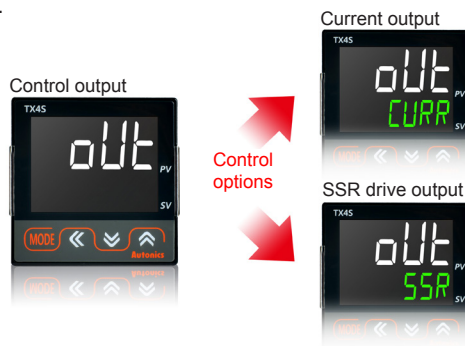 Control output
TX4S
oUt
PV
SV
MODE
Autonics
Control
options
Current output
TX4S
oUt
PV
CURR
SV
SSR drive output
TX4S
oUt
PV
SSR
SV